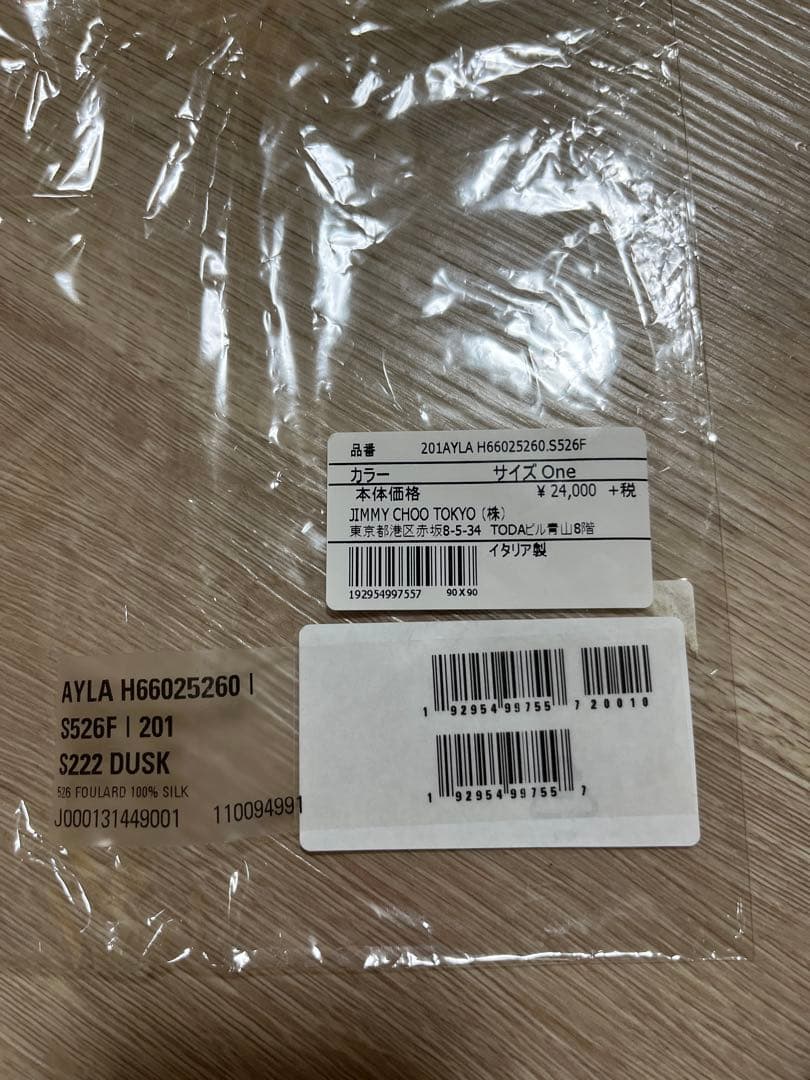 品番 201AYLA H66025260.S526F
カラー サイズ One
本体価格 ¥ 24,000 +税
JIMMY CHOO TOKYO (株)
東京都港区赤坂8-5-34 TODAビル青山8階
イタリア製
192954997557 90X90
AYLA H66025260 |
S526F | 201
S222 DUSK
526 FOULARD 100% SILK
J000131449001 110094991
1 92954 99755 7 20010
1 92954 99755 7